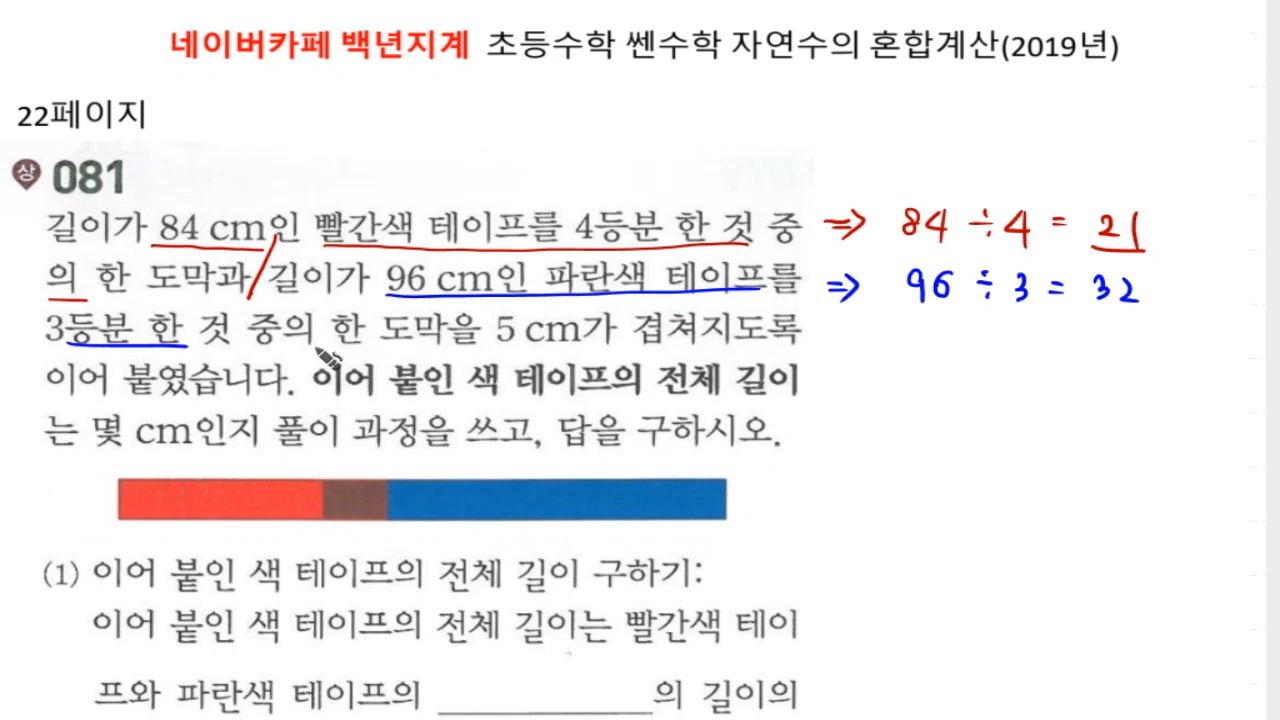 네이버카페 백년지계 초등수학 쎈수학 자연수의 혼합계산(2019년)
22페이지
상 081
길이가 84 cm인 빨간색 테이프를 4등분 한 것 중
의 한 도막과 길이가 96 cm인 파란색 테이프를
3등분 한 것 중의 한 도막을 5 cm가 겹쳐지도록
이어 붙였습니다. 이어 붙인 색 테이프의 전체 길이
는 몇 cm인지 풀이 과정을 쓰고, 답을 구하시오.
⇒ 84 ÷ 4 = 21
⇒ 96 ÷ 3 = 32
(1) 이어 붙인 색 테이프의 전체 길이 구하기:
이어 붙인 색 테이프의 전체 길이는 빨간색 테이
프와 파란색 테이프의 ________ 의 길이의